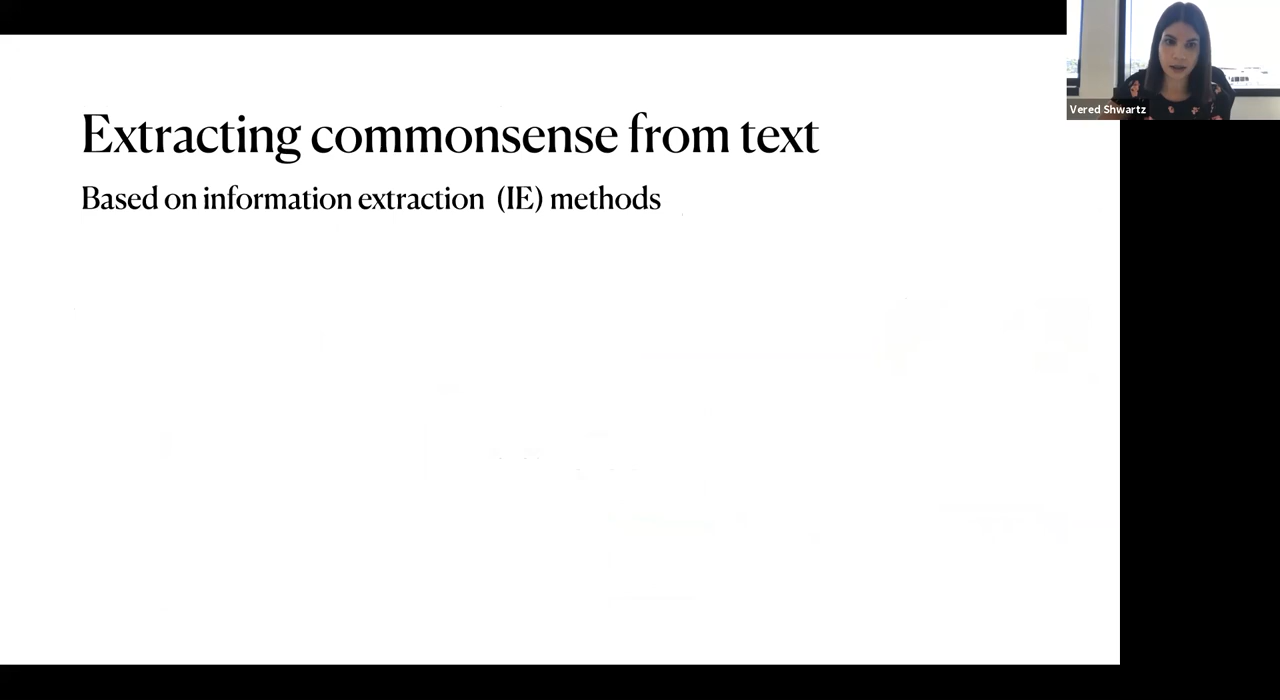 Extracting commonsense from text
Based on information extraction (IE) methods
Vered Shwartz